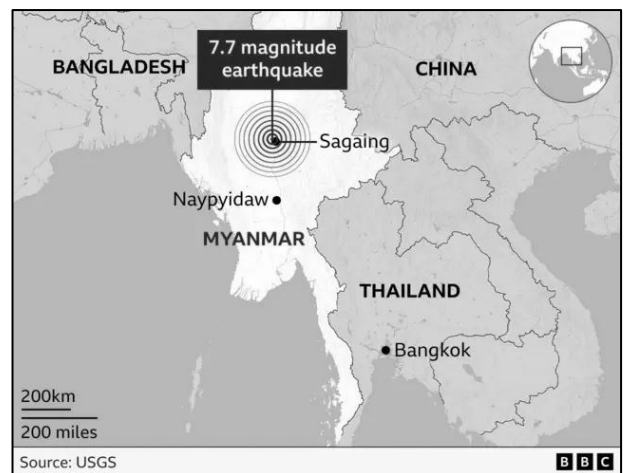 7.7 magnitude
earthquake
BANGLADESH
CHINA
Sagaing
Naypyidaw
MYANMAR
THAILAND
Bangkok
200km
200 miles
Source: USGS
BBC